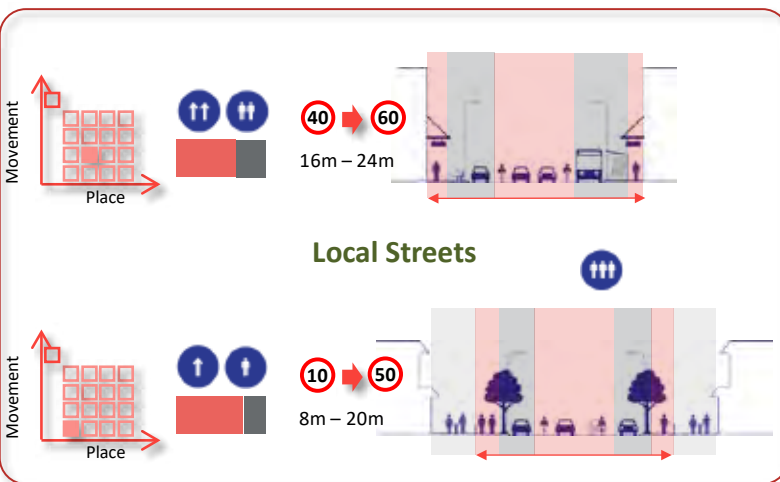 Movement
Place
40
60
16m – 24m
Local Streets
Movement
Place
10
50
8m – 20m